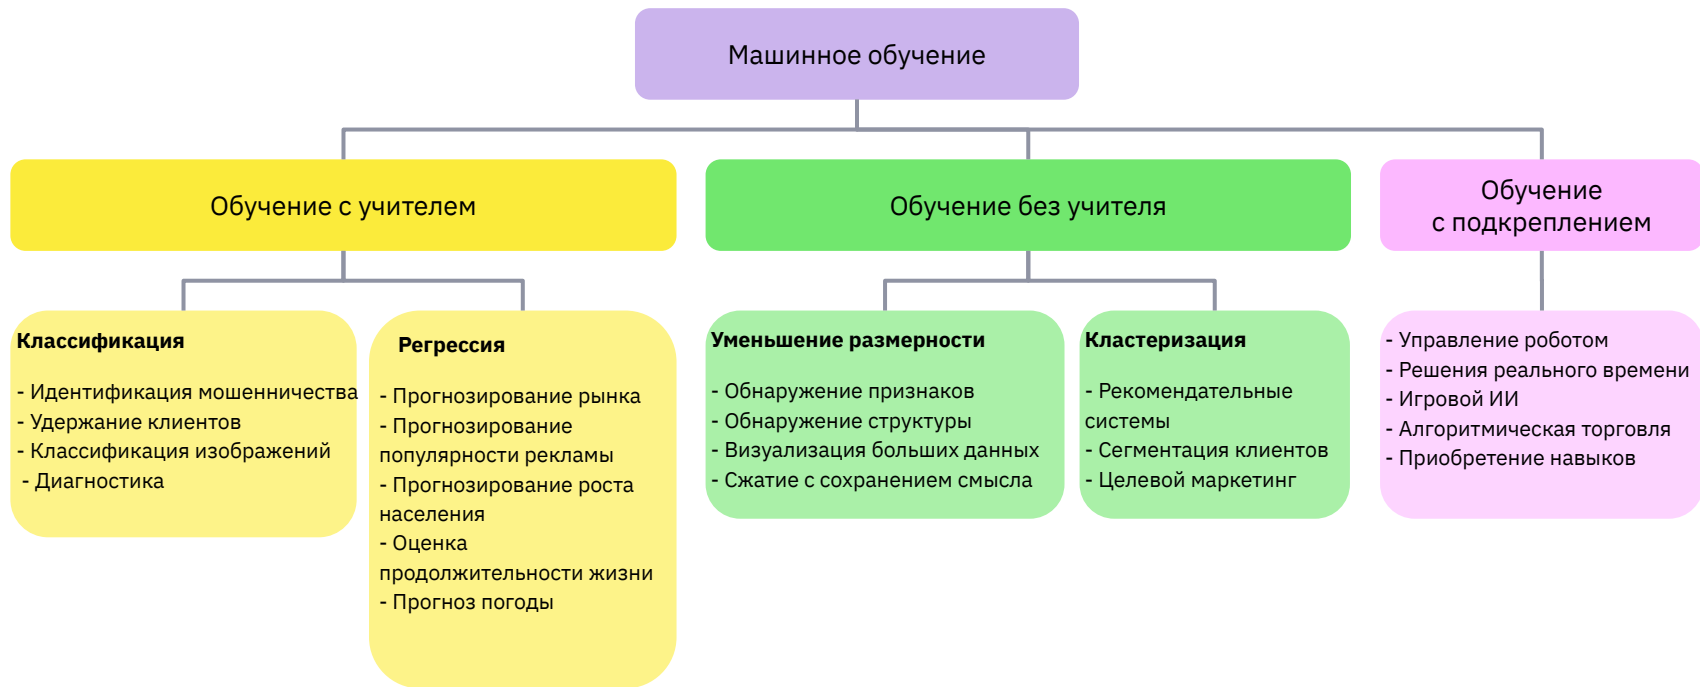 Машинное обучение
Обучение с учителем
Обучение без учителя
Обучение
с подкреплением
Классификация
- Идентификация мошенничества
- Удержание клиентов
- Классификация изображений
- Диагностика
Регрессия
- Прогнозирование рынка
- Прогнозирование
популярности рекламы
- Прогнозирование роста
населения
- Оценка
продолжительности жизни
- Прогноз погоды
Уменьшение размерности
- Обнаружение признаков
- Обнаружение структуры
- Визуализация больших данных
- Сжатие с сохранением смысла
Кластеризация
- Рекомендательные
системы
- Сегментация клиентов
- Целевой маркетинг
- Управление роботом
- Решения реального времени
- Игровой ИИ
- Алгоритмическая торговля
- Приобретение навыков